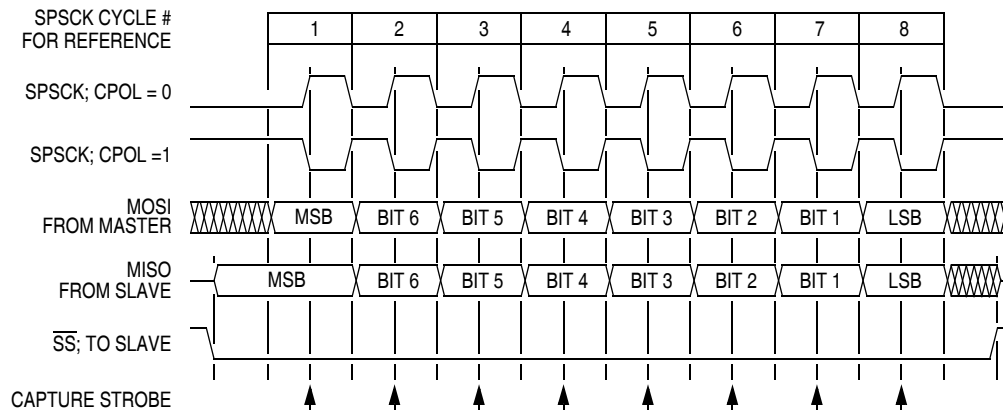 SPSCK CYCLE #
FOR REFERENCE
1 2 3 4 5 6 7 8
SPSCK; CPOL = 0
SPSCK; CPOL =1
MOSI
FROM MASTER
MSB BIT 6 BIT 5 BIT 4 BIT 3 BIT 2 BIT 1 LSB
MISO
FROM SLAVE
MSB BIT 6 BIT 5 BIT 4 BIT 3 BIT 2 BIT 1 LSB
SS; TO SLAVE
CAPTURE STROBE